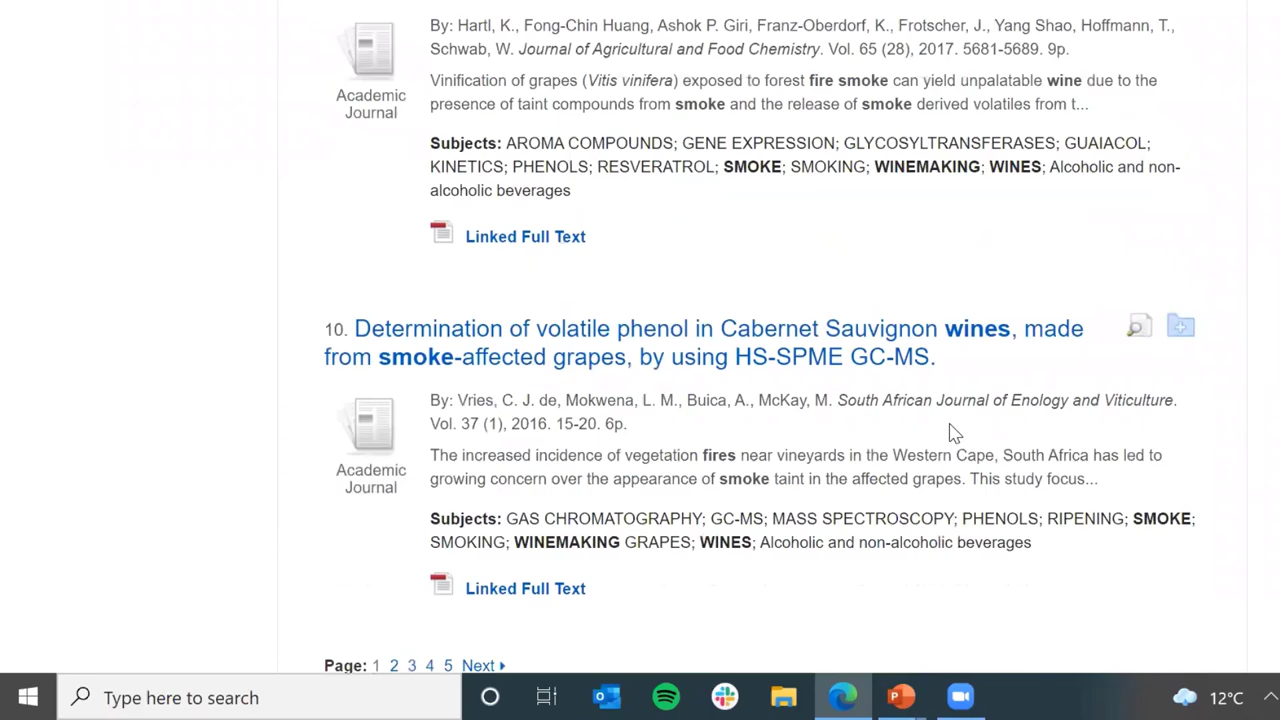 By: Hartl, K., Fong-Chin Huang, Ashok P. Giri, Franz-Oberdorf, K., Frotscher, J., Yang Shao, Hoffmann, T.,
Schwab, W. Journal of Agricultural and Food Chemistry. Vol. 65 (28), 2017. 5681-5689. 9p.
Academic
Journal
Vinification of grapes (Vitis vinifera) exposed to forest fire smoke can yield unpalatable wine due to the
presence of taint compounds from smoke and the release of smoke derived volatiles from t...
Subjects: AROMA COMPOUNDS; GENE EXPRESSION; GLYCOSYLTRANSFERASES; GUAIACOL;
KINETICS; PHENOLS; RESVERATROL; SMOKE; SMOKING; WINEMAKING; WINES; Alcoholic and non-
alcoholic beverages
Linked Full Text
10. Determination of volatile phenol in Cabernet Sauvignon wines, made
from smoke-affected grapes, by using HS-SPME GC-MS.
By: Vries, C. J. de, Mokwena, L. M., Buica, A., McKay, M. South African Journal of Enology and Viticulture.
Vol. 37 (1), 2016. 15-20. 6p.
Academic
Journal
The increased incidence of vegetation fires near vineyards in the Western Cape, South Africa has led to
growing concern over the appearance of smoke taint in the affected grapes. This study focus...
Subjects: GAS CHROMATOGRAPHY; GC-MS; MASS SPECTROSCOPY; PHENOLS; RIPENING; SMOKE;
SMOKING; WINEMAKING GRAPES; WINES; Alcoholic and non-alcoholic beverages
Linked Full Text
Page: 1 2 3 4 5 Next
Type here to search
12°C